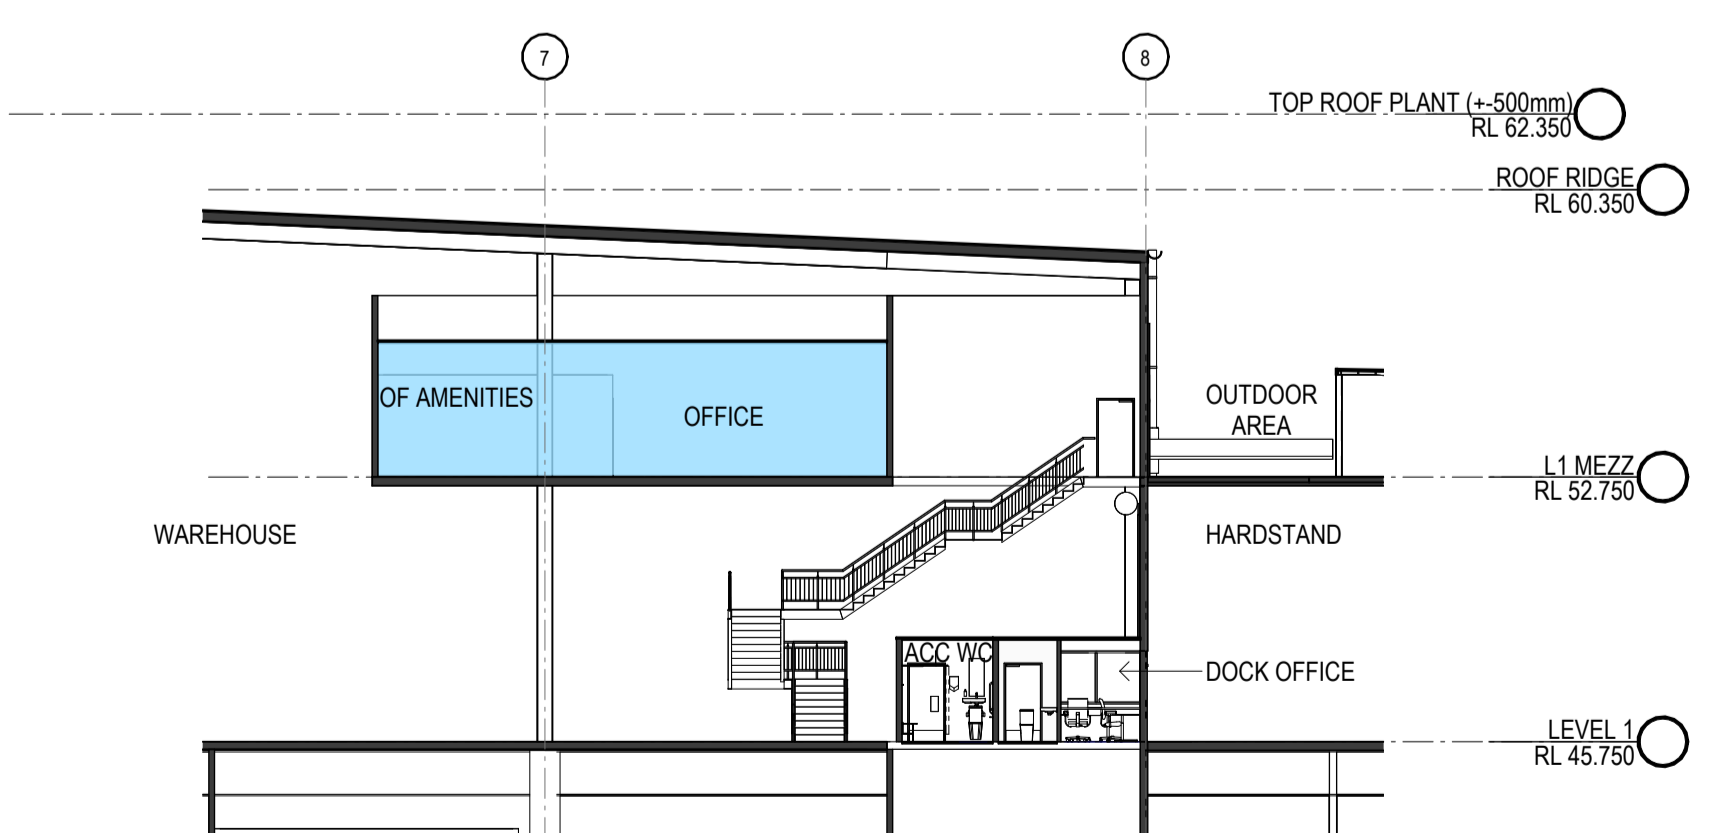 7
8
TOP ROOF PLANT (+-500mm)
RL 62.350
ROOF RIDGE
RL 60.350
OF AMENITIES
OFFICE
OUTDOOR
AREA
L1 MEZZ
RL 52.750
WAREHOUSE
HARDSTAND
ACC WC
DOCK OFFICE
LEVEL 1
RL 45.750